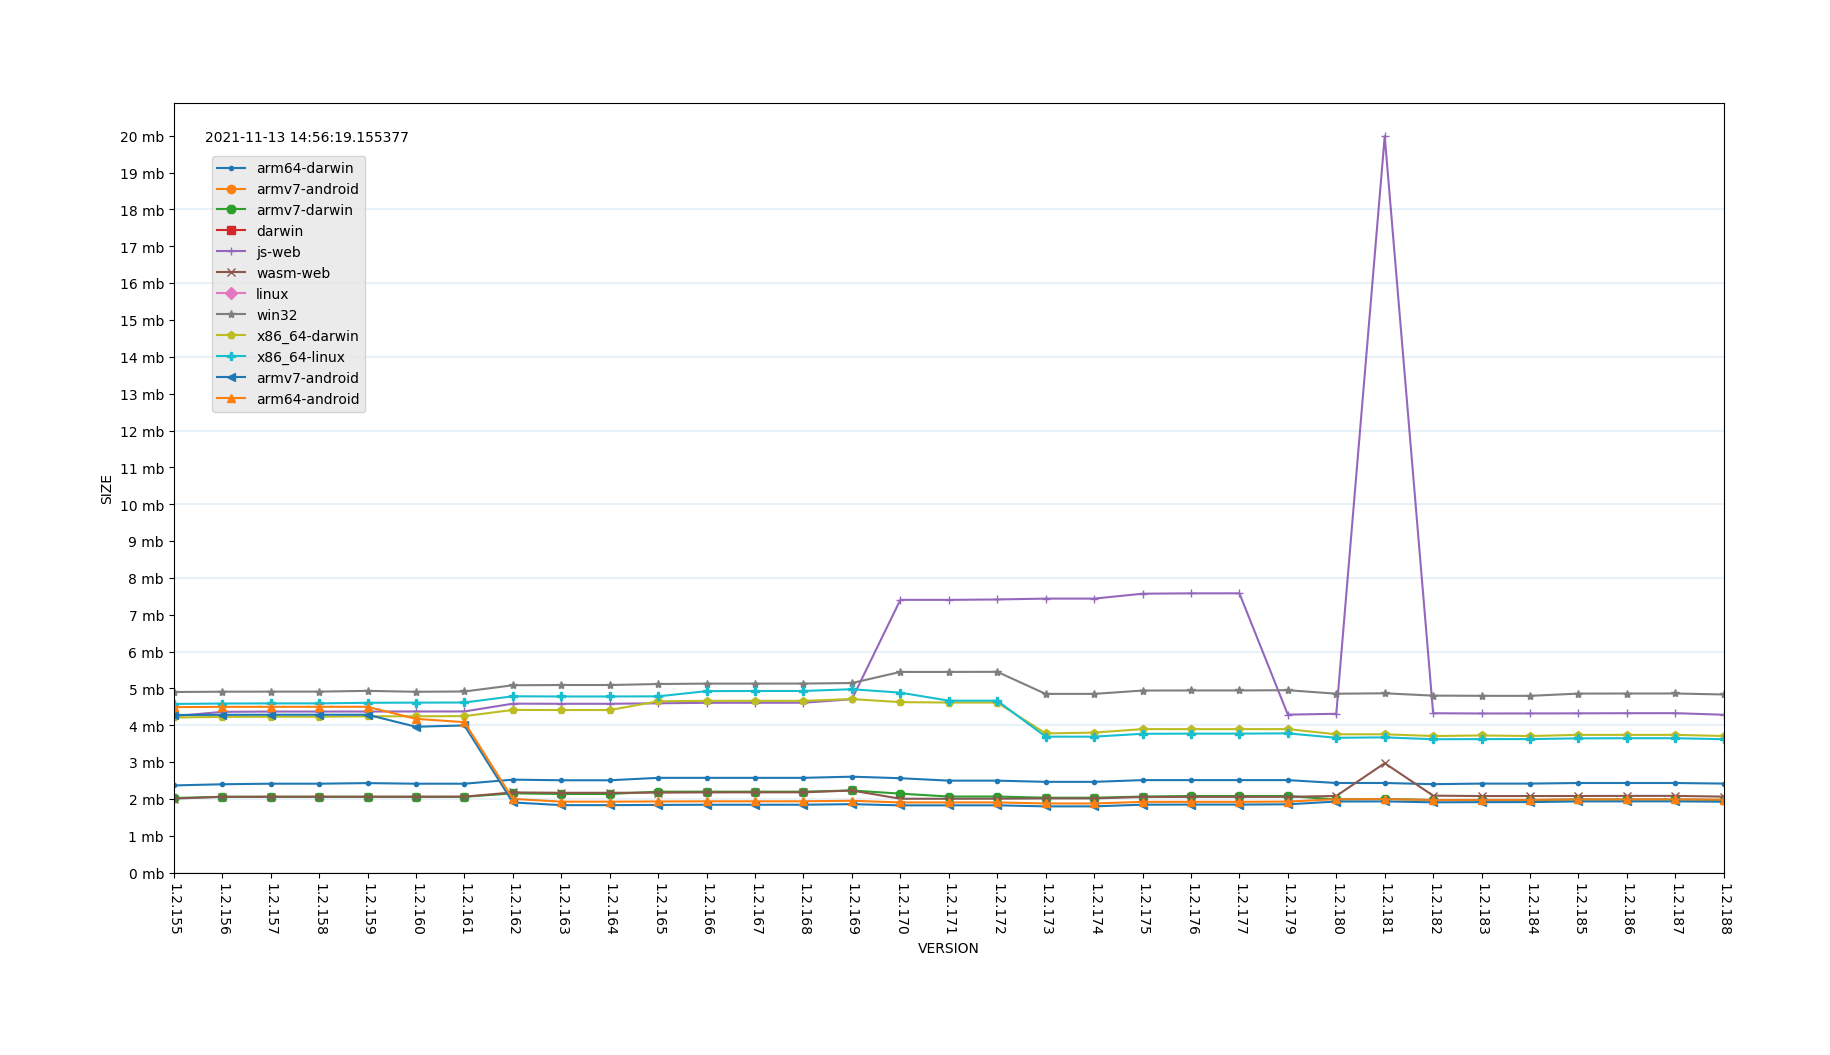 2021-11-13 14:56:19.155377
arm64-darwin
armv7-android
armv7-darwin
darwin
js-web
wasm-web
linux
win32
x86_64-darwin
x86_64-linux
armv7-android
arm64-android
20 mb
19 mb
18 mb
17 mb
16 mb
15 mb
14 mb
13 mb
12 mb
11 mb
10 mb
9 mb
8 mb
7 mb
6 mb
5 mb
4 mb
3 mb
2 mb
1 mb
0 mb
SIZE
1.2.155
1.2.156
1.2.157
1.2.158
1.2.159
1.2.160
1.2.161
1.2.162
1.2.163
1.2.164
1.2.165
1.2.166
1.2.167
1.2.168
1.2.169
1.2.170
1.2.171
1.2.172
1.2.173
1.2.174
1.2.175
1.2.176
1.2.177
1.2.179
1.2.180
1.2.181
1.2.182
1.2.183
1.2.184
1.2.185
1.2.186
1.2.187
1.2.188
VERSION